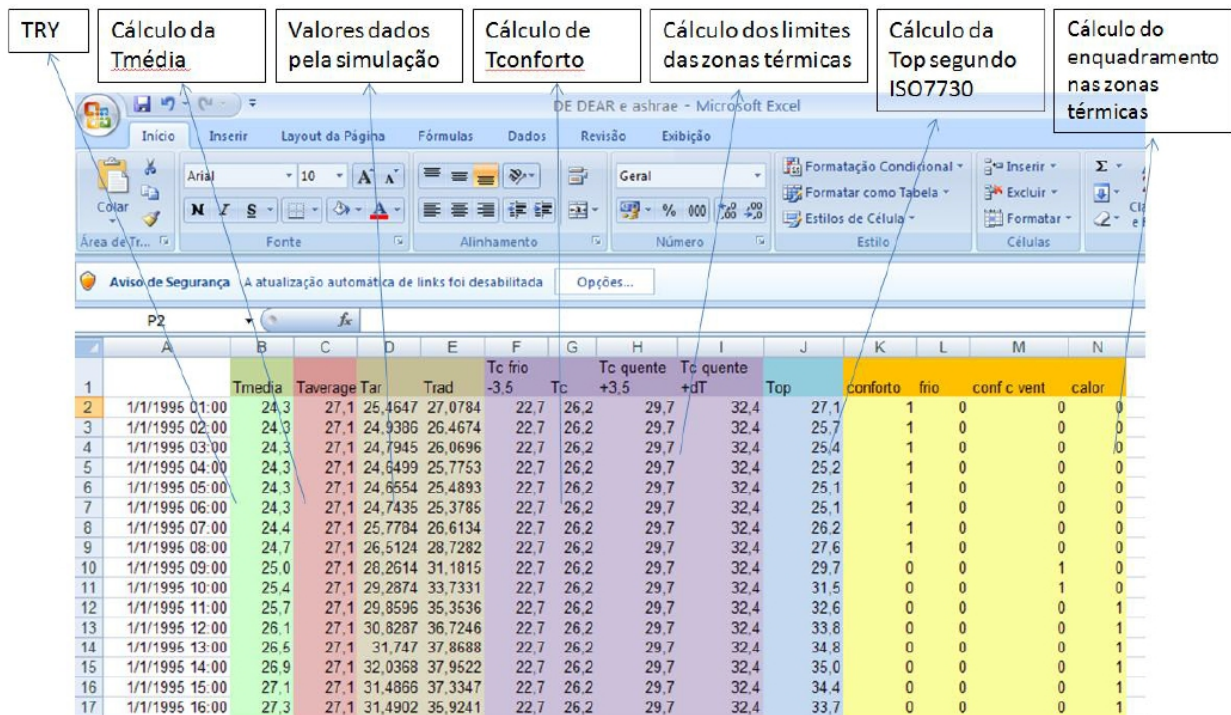 TRY
Cálculo da
Tmédia
Valores dados
pela simulação
Cálculo de
Tconforto
Cálculo dos limites
das zonas térmicas
Cálculo da
Top segundo
ISO7730
Cálculo do
enquadramento
nas zonas
térmicas
DE DEAR e ashrae - Microsoft Excel
Início Inserir Layout da Página Fórmulas Dados Revisão Exibição
Colar
Arial 10
Geral
Formatação Condicional
Formatar como Tabela
Estilos de Célula
Inserir
Excluir
Formatar
Área de Tr... Fonte Alinhamento Número Estilo Células
Aviso de Segurança A atualização automática de links foi desabilitada Opções...
P2 fx
A B C D E F G H I J K L M N
Tc frio Tc quente Tc quente
1 Tmedia Taverage Tar Trad -3,5 Tc +3,5 +dT Top conforto frio conf c vent calor
2 1/1/1995 01:00 24,3 27,1 25,4647 27,0784 22,7 26,2 29,7 32,4 27,1 1 0 0 0
3 1/1/1995 02:00 24,3 27,1 24,9386 26,4674 22,7 26,2 29,7 32,4 25,7 1 0 0 0
4 1/1/1995 03:00 24,3 27,1 24,7945 26,0696 22,7 26,2 29,7 32,4 25,4 1 0 0 0
5 1/1/1995 04:00 24,3 27,1 24,6499 25,7753 22,7 26,2 29,7 32,4 25,2 1 0 0 0
6 1/1/1995 05:00 24,3 27,1 24,6554 25,4893 22,7 26,2 29,7 32,4 25,1 1 0 0 0
7 1/1/1995 06:00 24,3 27,1 24,7435 25,3785 22,7 26,2 29,7 32,4 25,1 1 0 0 0
8 1/1/1995 07:00 24,4 27,1 25,7784 26,6134 22,7 26,2 29,7 32,4 26,2 1 0 0 0
9 1/1/1995 08:00 24,7 27,1 26,5124 28,7282 22,7 26,2 29,7 32,4 27,6 1 0 0 0
10 1/1/1995 09:00 25,0 27,1 28,2614 31,1815 22,7 26,2 29,7 32,4 29,7 0 0 1 0
11 1/1/1995 10:00 25,4 27,1 29,2874 33,7331 22,7 26,2 29,7 32,4 31,5 0 0 1 0
12 1/1/1995 11:00 25,7 27,1 29,8596 35,3536 22,7 26,2 29,7 32,4 32,6 0 0 0 1
13 1/1/1995 12:00 26,1 27,1 30,8287 36,7246 22,7 26,2 29,7 32,4 33,8 0 0 0 1
14 1/1/1995 13:00 26,5 27,1 31,747 37,8688 22,7 26,2 29,7 32,4 34,8 0 0 0 1
15 1/1/1995 14:00 26,9 27,1 32,0368 37,9522 22,7 26,2 29,7 32,4 35,0 0 0 0 1
16 1/1/1995 15:00 27,1 27,1 31,4866 37,3347 22,7 26,2 29,7 32,4 34,4 0 0 0 1
17 1/1/1995 16:00 27,3 27,1 31,4902 35,9241 22,7 26,2 29,7 32,4 33,7 0 0 0 1